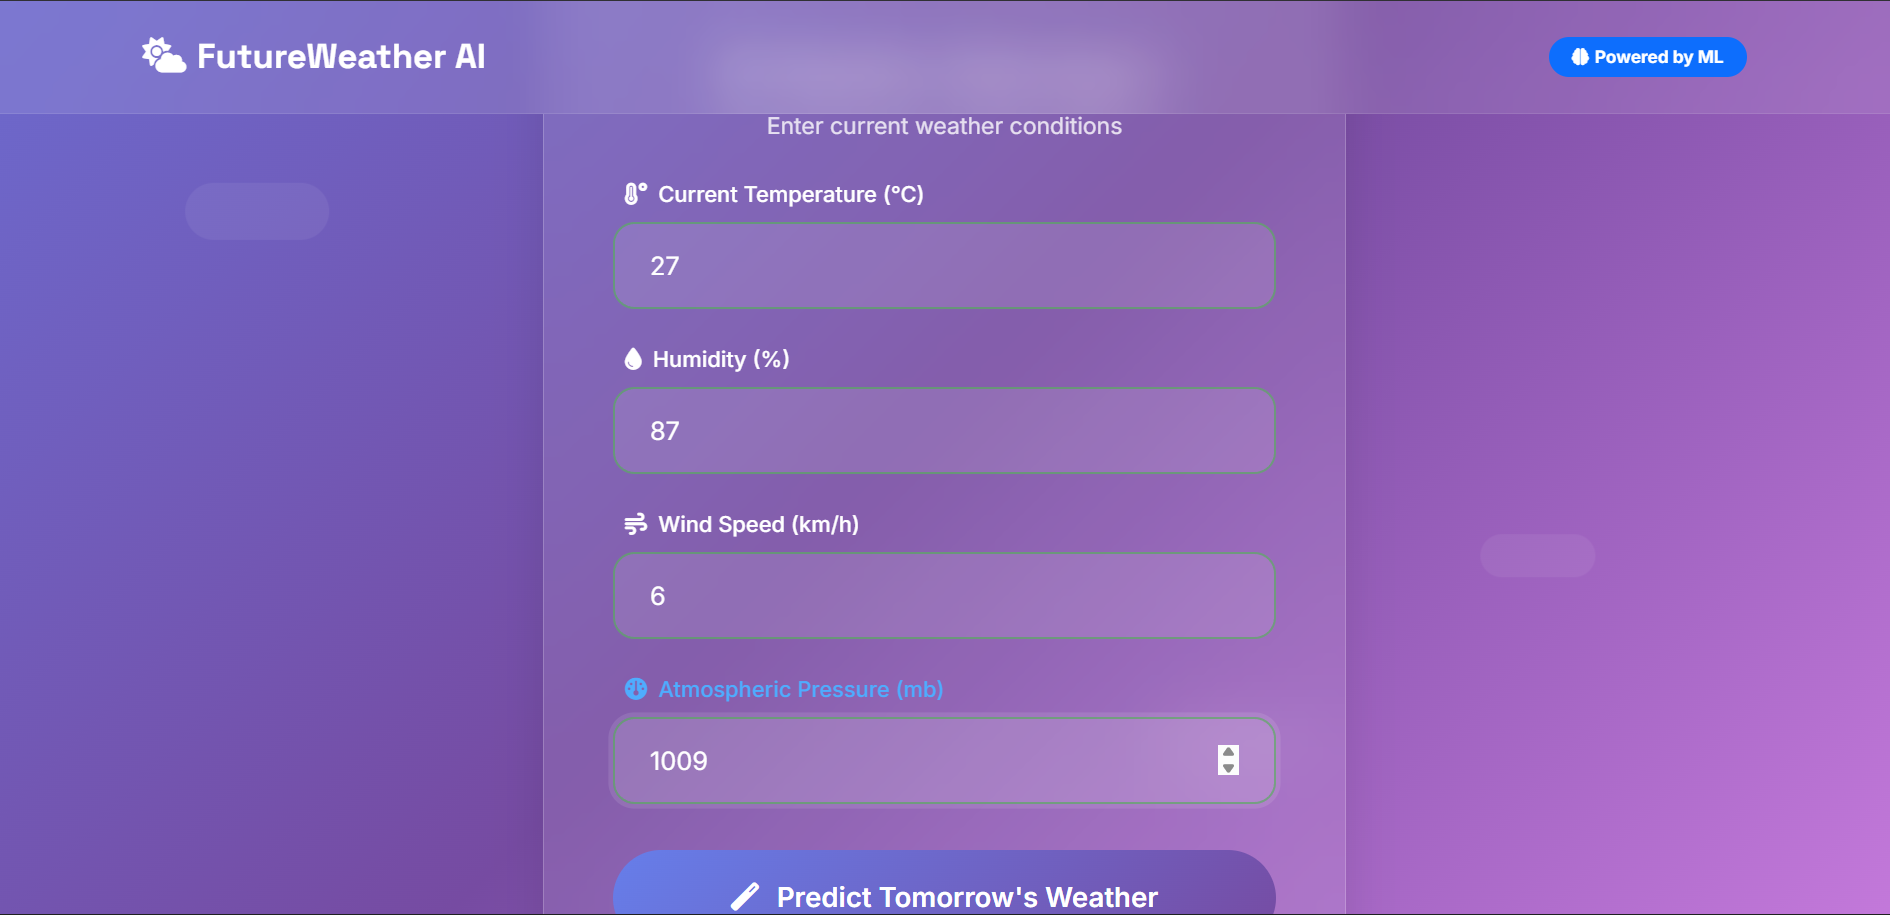 FutureWeather AI
Powered by ML
Enter current weather conditions
Current Temperature (°C)
27
Humidity (%)
87
Wind Speed (km/h)
6
Atmospheric Pressure (mb)
1009
Predict Tomorrow's Weather